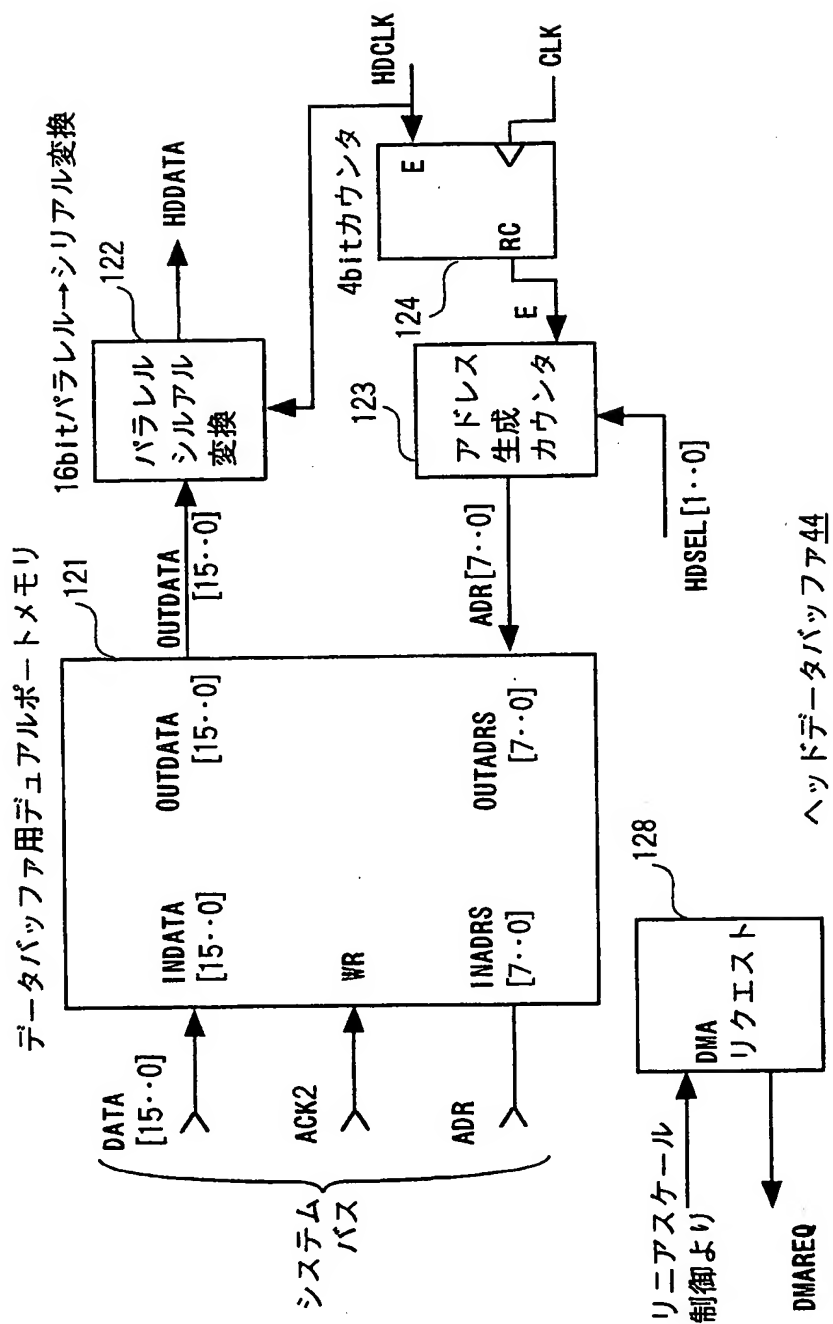 データバッファ用デュアルポートメモリ
121
システム
バス
DATA
[15··0]
ACK2
ADR
INDATA
[15··0]
WR
INADRS
[7··0]
OUTDATA
[15··0]
OUTADRS
[7··0]
OUTDATA
[15··0]
ADR[7··0]
16bitパラレル→シリアル変換
122
パラレル
シルアル
変換
HDDATA
HDCLK
4bitカウンタ
124
E
RC
CLK
E
123
アドレス
生成
カウンタ
HDSEL[1··0]
リニアスケール
制御より
DMAREQ
128
DMA
リクエスト
ヘッドデータバッファ44